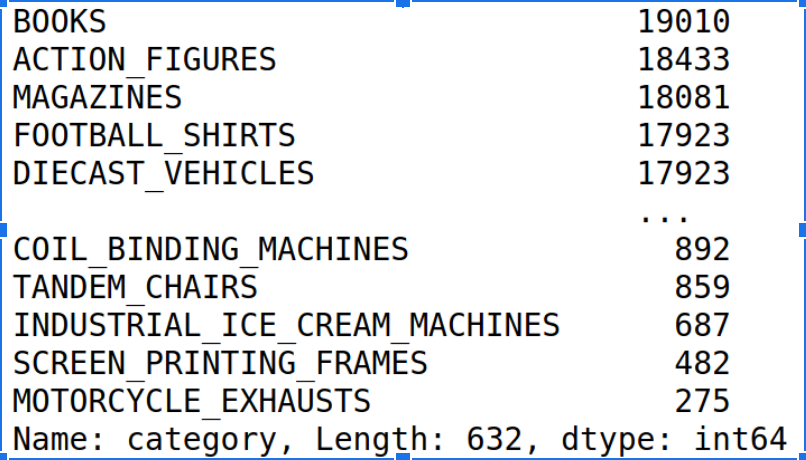 BOOKS 19010
ACTION_FIGURES 18433
MAGAZINES 18081
FOOTBALL_SHIRTS 17923
DIECAST_VEHICLES 17923
...
COIL_BINDING_MACHINES 892
TANDEM_CHAIRS 859
INDUSTRIAL_ICE_CREAM_MACHINES 687
SCREEN_PRINTING_FRAMES 482
MOTORCYCLE_EXHAUSTS 275
Name: category, Length: 632, dtype: int64